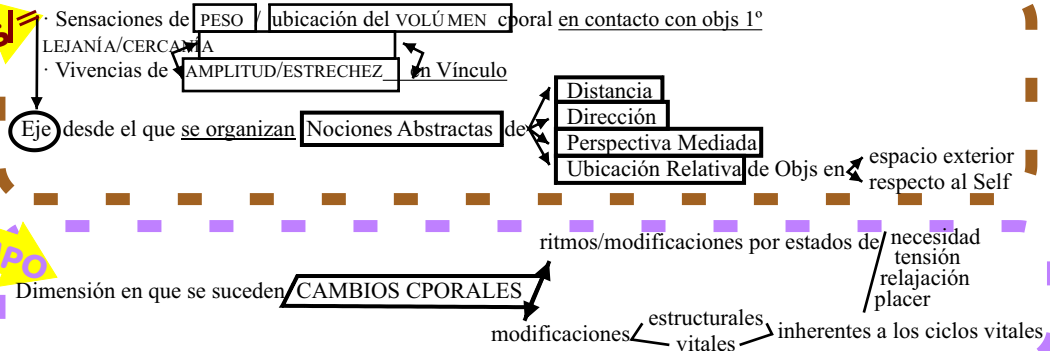 · Sensaciones de PESO / ubicación del VOLÚMEN cporal en contacto con objs 1º
LEJANÍA/CERCANÍA
· Vivencias de AMPLITUD/ESTRECHEZ en Vínculo
Eje desde el que se organizan Nociones Abstractas de
Distancia
Dirección
Perspectiva Mediada
Ubicación Relativa de Objs en
espacio exterior
respecto al Self
PO
Dimensión en que se suceden CAMBIOS CPORALES
ritmos/modificaciones por estados de
necesidad
tensión
relajación
placer
modificaciones
estructurales
vitales
inherentes a los ciclos vitales